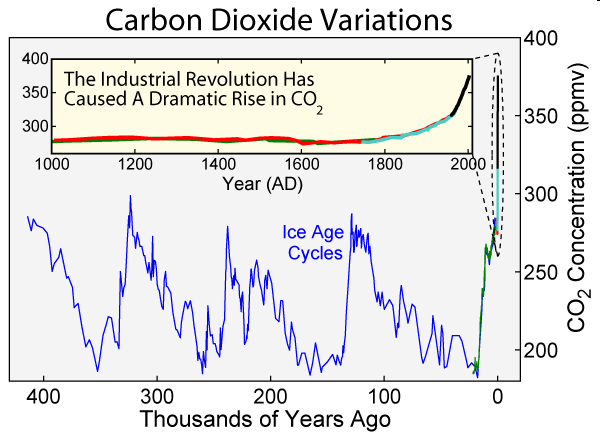 Carbon Dioxide Variations
The Industrial Revolution Has
Caused A Dramatic Rise in CO2
400
350
300
1000
1200
1400
1600
1800
2000
Year (AD)
Ice Age
Cycles
400
350
300
250
200
CO2 Concentration (ppmv)
400
300
200
100
0
Thousands of Years Ago